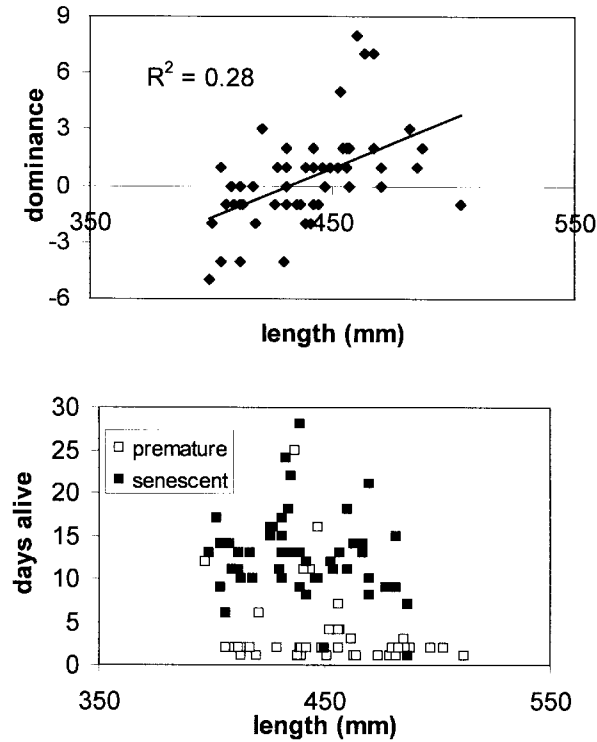 9
6
3
0
-3
-6
dominance
R² = 0.28
350 450 550
length (mm)
30
25
20
15
10
5
0
days alive
premature
senescent
350 450 550
length (mm)